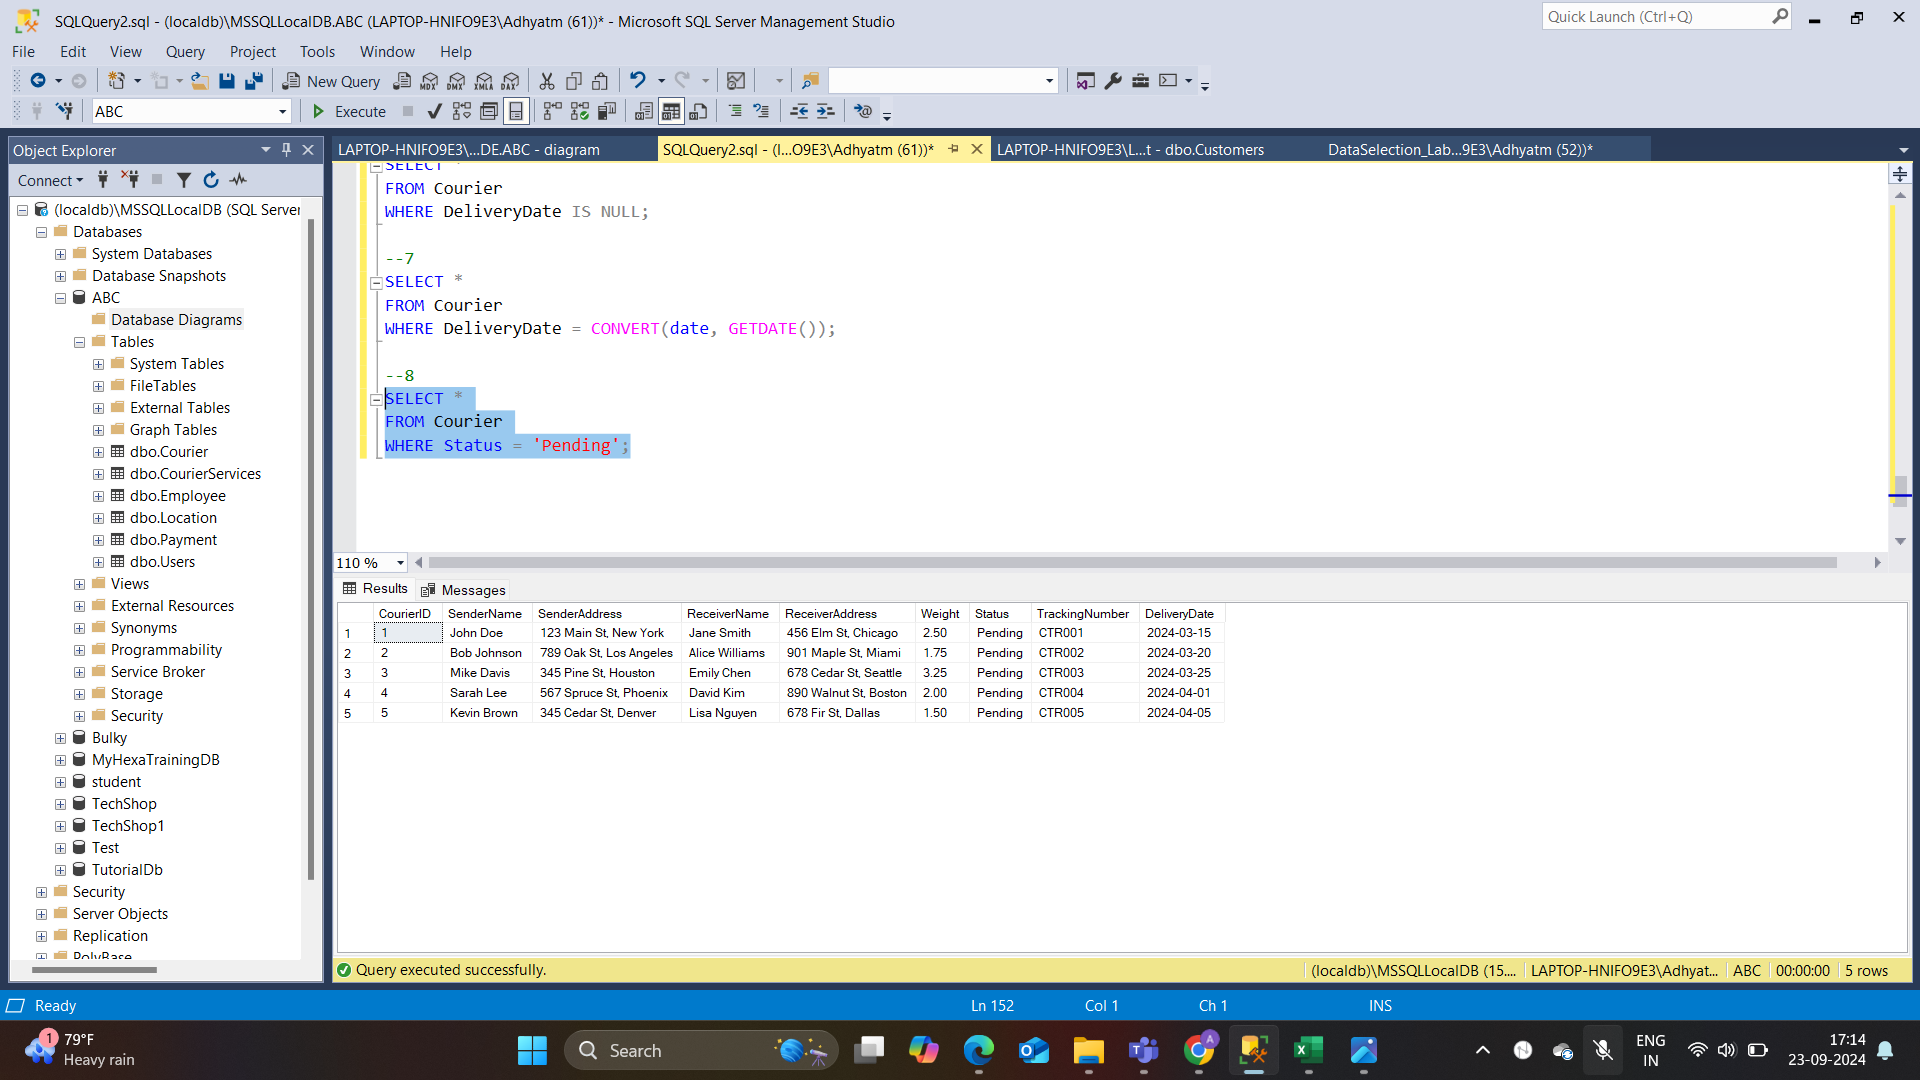 SQLQuery2.sql - (localdb)\MSSQLLocalDB.ABC (LAPTOP-HNIFO9E3\Adhyatm (61))* - Microsoft SQL Server Management Studio
Quick Launch (Ctrl+Q)
File Edit View Query Project Tools Window Help
New Query MDX DMX XMLA DAX
ABC Execute
Object Explorer
LAPTOP-HNIFO9E3\...DE.ABC - diagram
SQLQuery2.sql - (l...O9E3\Adhyatm (61))*
LAPTOP-HNIFO9E3\L...t - dbo.Customers
DataSelection_Lab...9E3\Adhyatm (52))*
Connect
(localdb)\MSSQLLocalDB (SQL Server
Databases
System Databases
Database Snapshots
ABC
Database Diagrams
Tables
System Tables
FileTables
External Tables
Graph Tables
dbo.Courier
dbo.CourierServices
dbo.Employee
dbo.Location
dbo.Payment
dbo.Users
Views
External Resources
Synonyms
Programmability
Service Broker
Storage
Security
Bulky
MyHexaTrainingDB
student
TechShop
TechShop1
Test
TutorialDb
Security
Server Objects
Replication
PolyBase
SELECT *
FROM Courier
WHERE DeliveryDate IS NULL;
--7
SELECT *
FROM Courier
WHERE DeliveryDate = CONVERT(date, GETDATE());
--8
SELECT *
FROM Courier
WHERE Status = 'Pending';
110 %
Results Messages
CourierID SenderName SenderAddress ReceiverName ReceiverAddress Weight Status TrackingNumber DeliveryDate
1 1 John Doe 123 Main St, New York Jane Smith 456 Elm St, Chicago 2.50 Pending CTR001 2024-03-15
2 2 Bob Johnson 789 Oak St, Los Angeles Alice Williams 901 Maple St, Miami 1.75 Pending CTR002 2024-03-20
3 3 Mike Davis 345 Pine St, Houston Emily Chen 678 Cedar St, Seattle 3.25 Pending CTR003 2024-03-25
4 4 Sarah Lee 567 Spruce St, Phoenix David Kim 890 Walnut St, Boston 2.00 Pending CTR004 2024-04-01
5 5 Kevin Brown 345 Cedar St, Denver Lisa Nguyen 678 Fir St, Dallas 1.50 Pending CTR005 2024-04-05
Query executed successfully. (localdb)\MSSQLLocalDB (15.... LAPTOP-HNIFO9E3\Adhyat... ABC 00:00:00 5 rows
Ready Ln 152 Col 1 Ch 1 INS
1 79°F
Heavy rain
Search
ENG
IN
17:14
23-09-2024